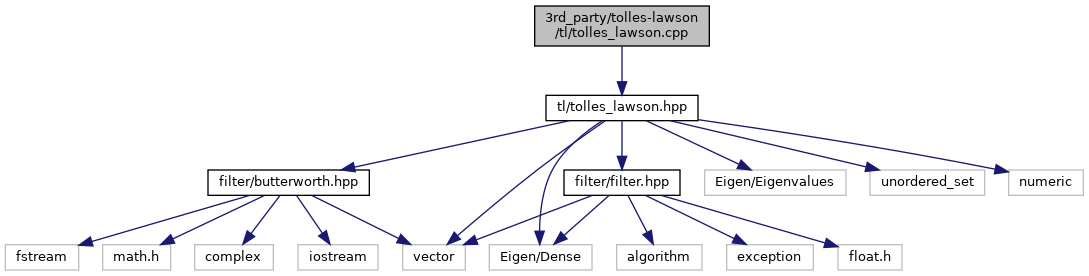 3rd_party/tolles-lawson
/tl/tolles_lawson.cpp
tl/tolles_lawson.hpp
filter/butterworth.hpp
filter/filter.hpp
Eigen/Eigenvalues
unordered_set
numeric
fstream
math.h
complex
iostream
vector
Eigen/Dense
algorithm
exception
float.h